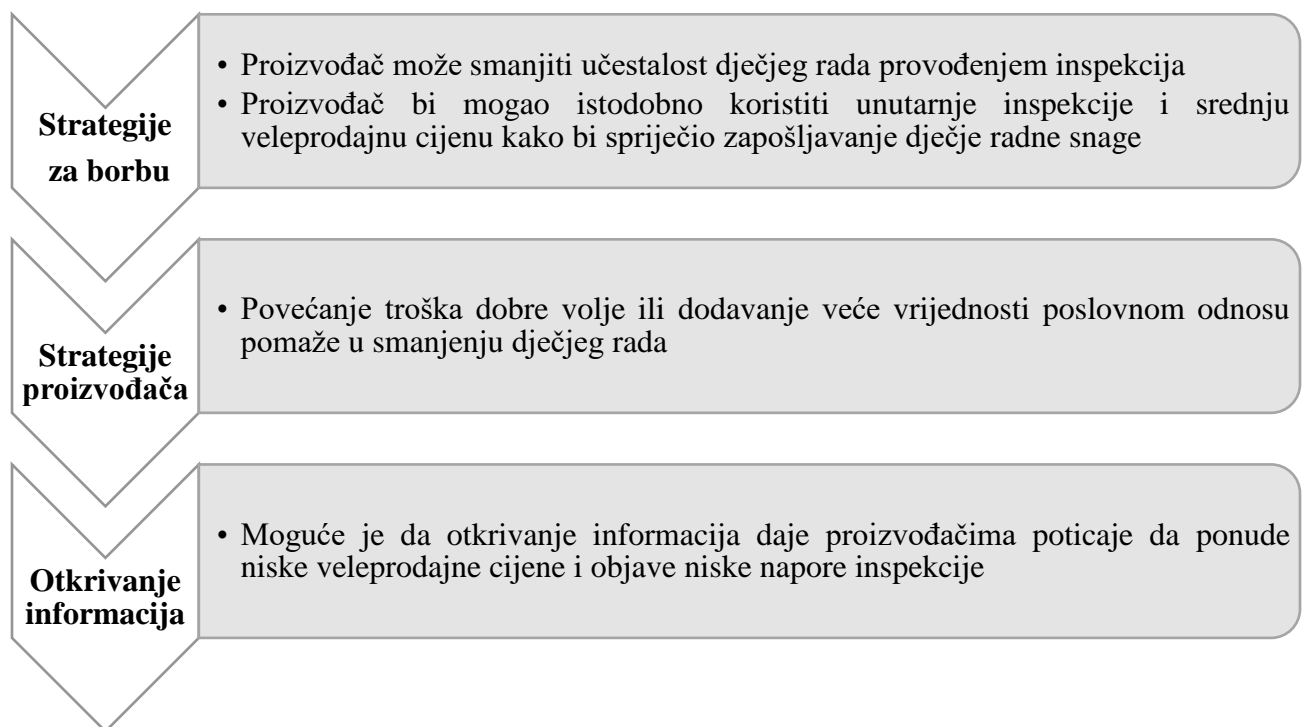 Strategije
za borbu
• Proizvođač može smanjiti učestalost dječjeg rada provođenjem inspekcija
• Proizvođač bi mogao istodobno koristiti unutarnje inspekcije i srednju
veleprodajnu cijenu kako bi spriječio zapošljavanje dječje radne snage
Strategije
proizvođača
• Povećanje troška dobre volje ili dodavanje veće vrijednosti poslovnom odnosu
pomaže u smanjenju dječjeg rada
Otkrivanje
informacija
• Moguće je da otkrivanje informacija daje proizvođačima poticaje da ponude
niske veleprodajne cijene i objave niske napore inspekcije